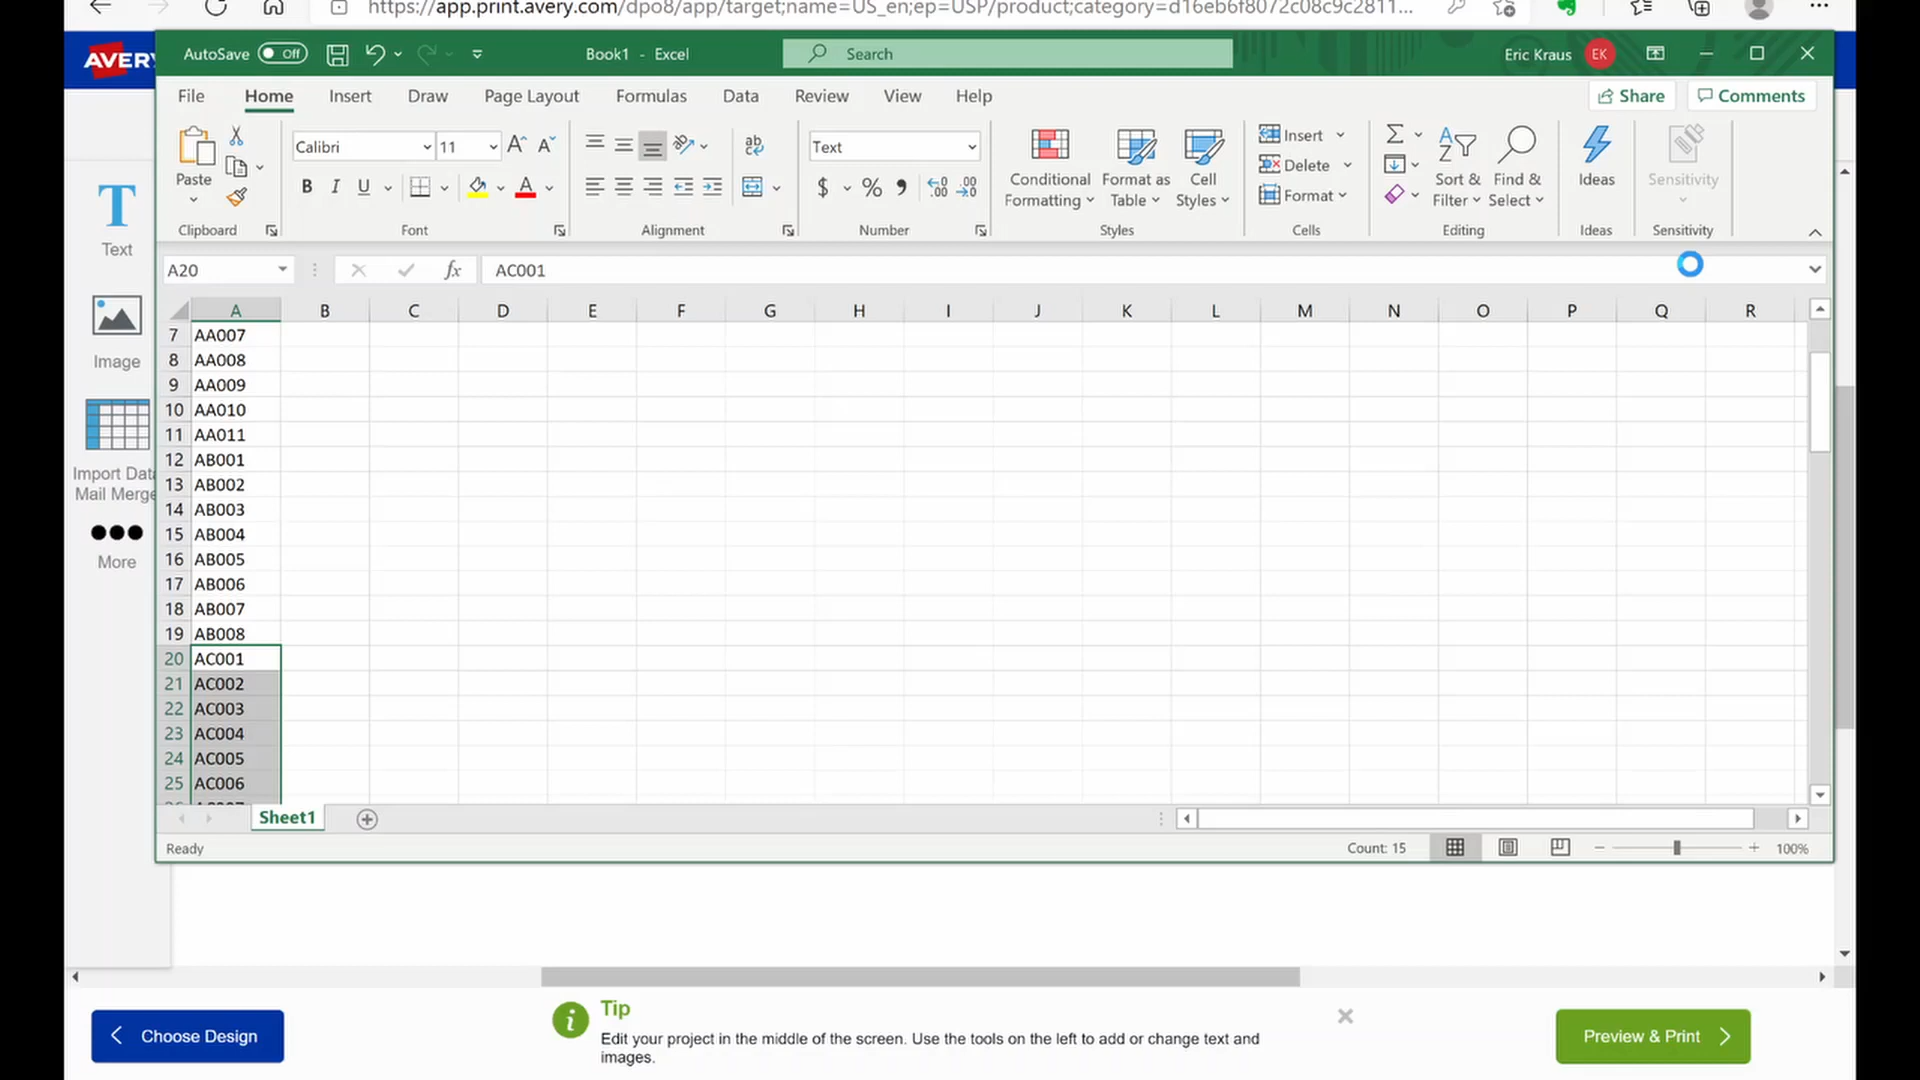 https://app.print.avery.com/dpo8/app/target;name=US_en;ep=USP/product;category=d16eb6f8072c08c9c2811...
AVERY
AutoSave Off Book1 - Excel Search Eric Kraus EK
File Home Insert Draw Page Layout Formulas Data Review View Help Share Comments
Paste
Clipboard
Calibri 11
B I U A
Font
ab
Alignment
Text
$ % 9 .00
Number
Conditional Formatting
Format as Table
Cell Styles
Styles
Insert
Delete
Format
Cells
Sort & Filter
Find & Select
Editing
Ideas
Ideas
Sensitivity
Sensitivity
A20 fx AC001
A B C D E F G H I J K L M N O P Q R
7 AA007
8 AA008
9 AA009
10 AA010
11 AA011
12 AB001
13 AB002
14 AB003
15 AB004
16 AB005
17 AB006
18 AB007
19 AB008
20 AC001
21 AC002
22 AC003
23 AC004
24 AC005
25 AC006
Sheet1
Ready Count: 15 100%
T
Text
Image
Import Data
Mail Merge
More
Choose Design
i
Tip
Edit your project in the middle of the screen. Use the tools on the left to add or change text and
images.
Preview & Print